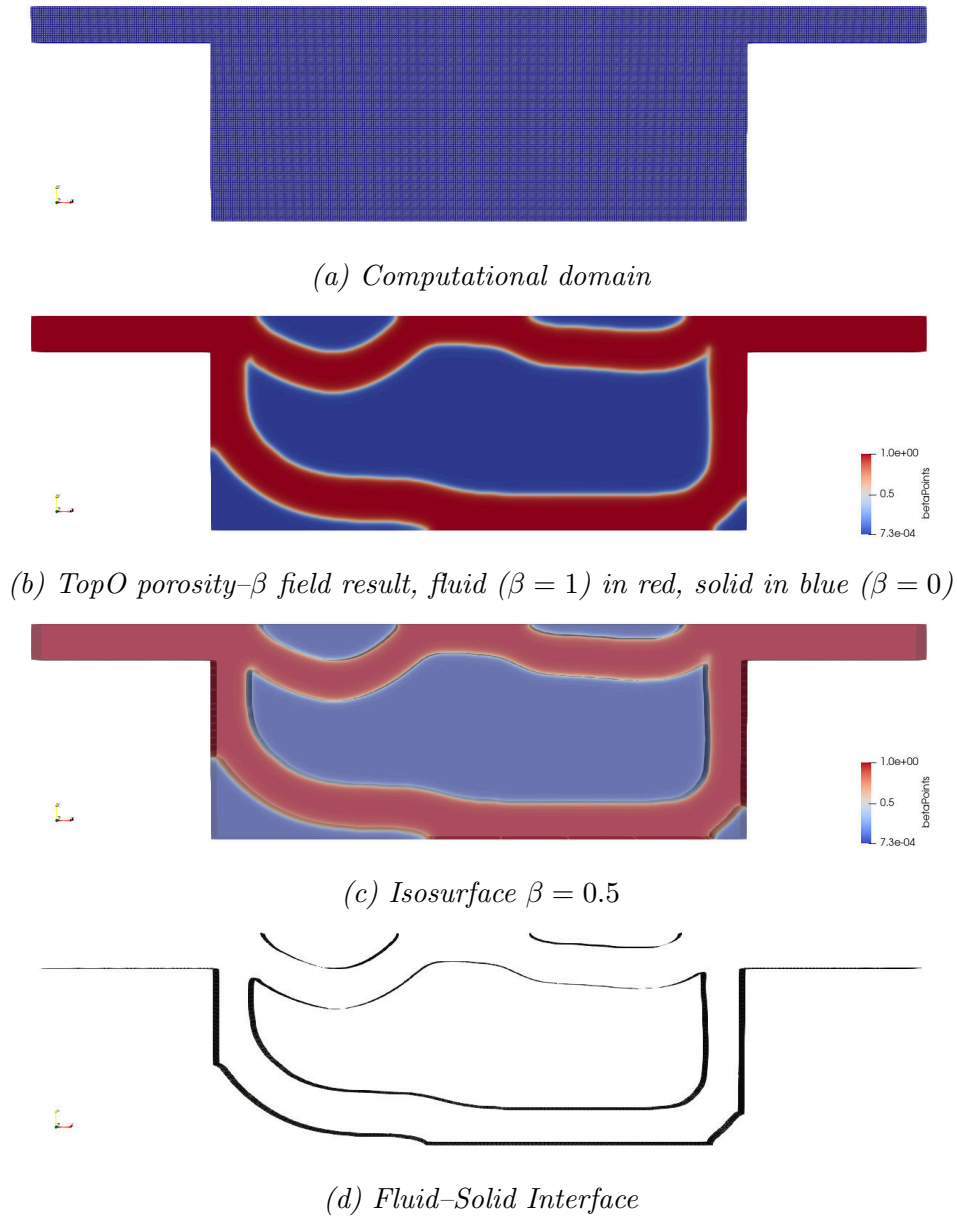 (a) Computational domain
1.0e+00
0.5
7.3e-04
betaPoints
(b) TopO porosity–β field result, fluid (β = 1) in red, solid in blue (β = 0)
1.0e+00
0.5
7.3e-04
betaPoints
(c) Isosurface β = 0.5
(d) Fluid–Solid Interface